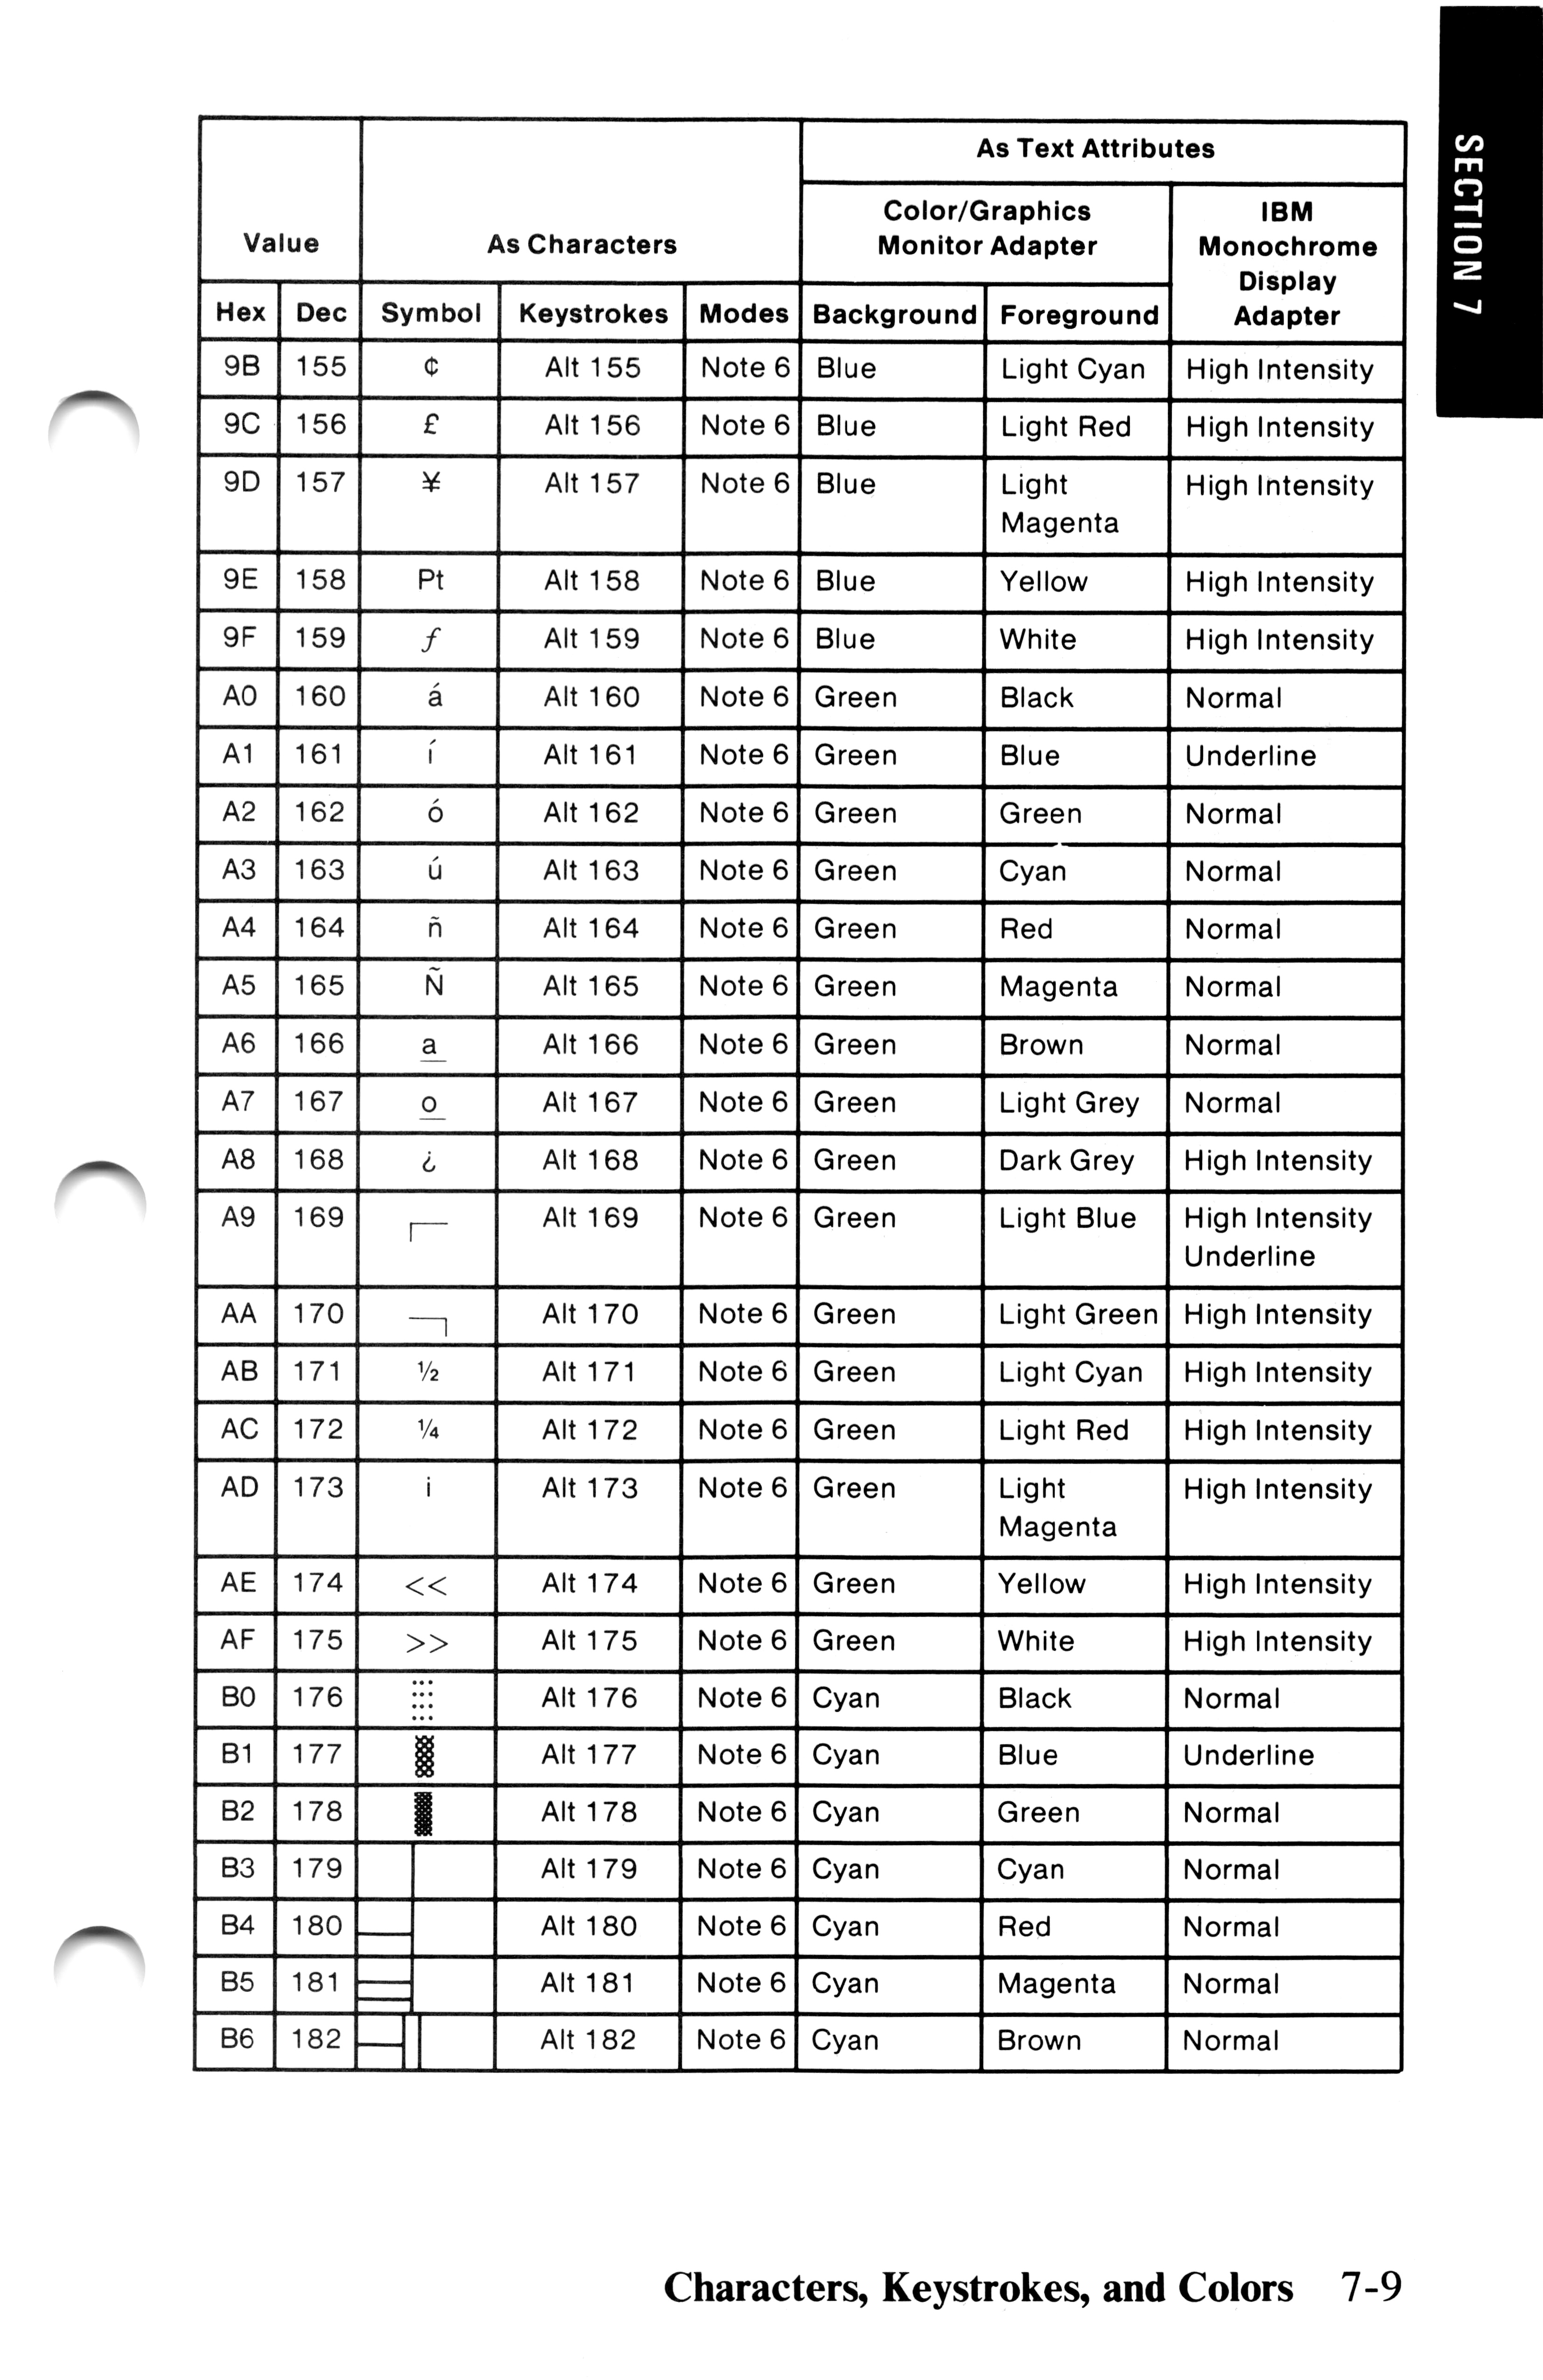 SECTION 7
As Text Attributes
Value As Characters Color/Graphics Monitor Adapter IBM Monochrome Display Adapter
Hex Dec Symbol Keystrokes Modes Background Foreground
9B 155 ¢ Alt 155 Note 6 Blue Light Cyan High Intensity
9C 156 £ Alt 156 Note 6 Blue Light Red High Intensity
9D 157 ¥ Alt 157 Note 6 Blue Light Magenta High Intensity
9E 158 Pt Alt 158 Note 6 Blue Yellow High Intensity
9F 159 ƒ Alt 159 Note 6 Blue White High Intensity
A0 160 á Alt 160 Note 6 Green Black Normal
A1 161 í Alt 161 Note 6 Green Blue Underline
A2 162 ó Alt 162 Note 6 Green Green Normal
A3 163 ú Alt 163 Note 6 Green Cyan Normal
A4 164 ñ Alt 164 Note 6 Green Red Normal
A5 165 Ñ Alt 165 Note 6 Green Magenta Normal
A6 166 a Alt 166 Note 6 Green Brown Normal
A7 167 o Alt 167 Note 6 Green Light Grey Normal
A8 168 ¿ Alt 168 Note 6 Green Dark Grey High Intensity
A9 169 ⌐ Alt 169 Note 6 Green Light Blue High Intensity Underline
AA 170 ¬ Alt 170 Note 6 Green Light Green High Intensity
AB 171 ½ Alt 171 Note 6 Green Light Cyan High Intensity
AC 172 ¼ Alt 172 Note 6 Green Light Red High Intensity
AD 173 i Alt 173 Note 6 Green Light Magenta High Intensity
AE 174 << Alt 174 Note 6 Green Yellow High Intensity
AF 175 >> Alt 175 Note 6 Green White High Intensity
B0 176 ░ Alt 176 Note 6 Cyan Black Normal
B1 177 ▒ Alt 177 Note 6 Cyan Blue Underline
B2 178 ▓ Alt 178 Note 6 Cyan Green Normal
B3 179 │ Alt 179 Note 6 Cyan Cyan Normal
B4 180 ┤ Alt 180 Note 6 Cyan Red Normal
B5 181 ╡ Alt 181 Note 6 Cyan Magenta Normal
B6 182 ╢ Alt 182 Note 6 Cyan Brown Normal
Characters, Keystrokes, and Colors 7-9